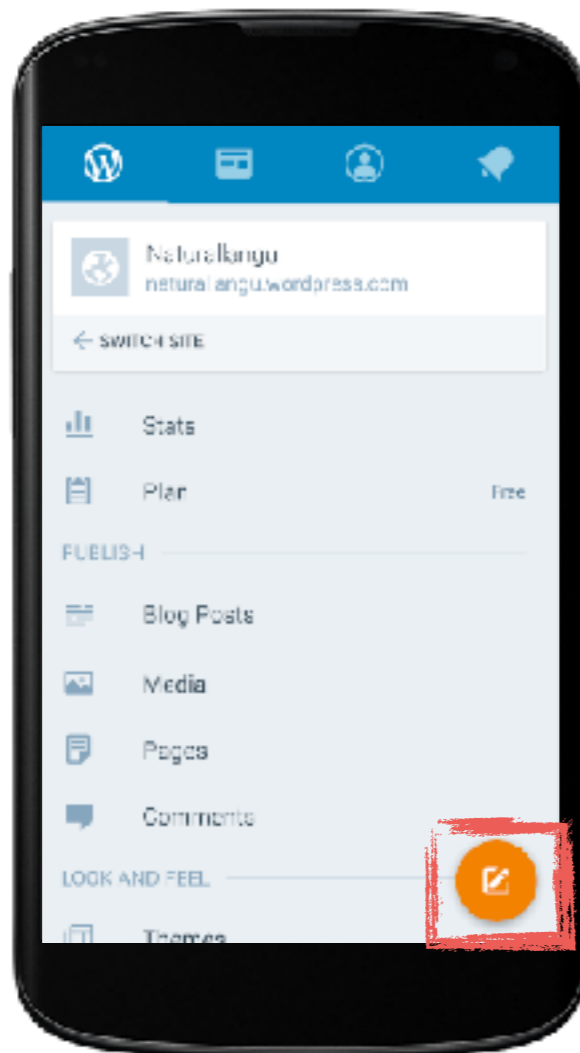 Naturallangu
naturallangu.wordpress.com
SWITCH SITE
Stats
Plan Free
PUBLISH
Blog Posts
Media
Pages
Comments
LOOK AND FEEL
Themes